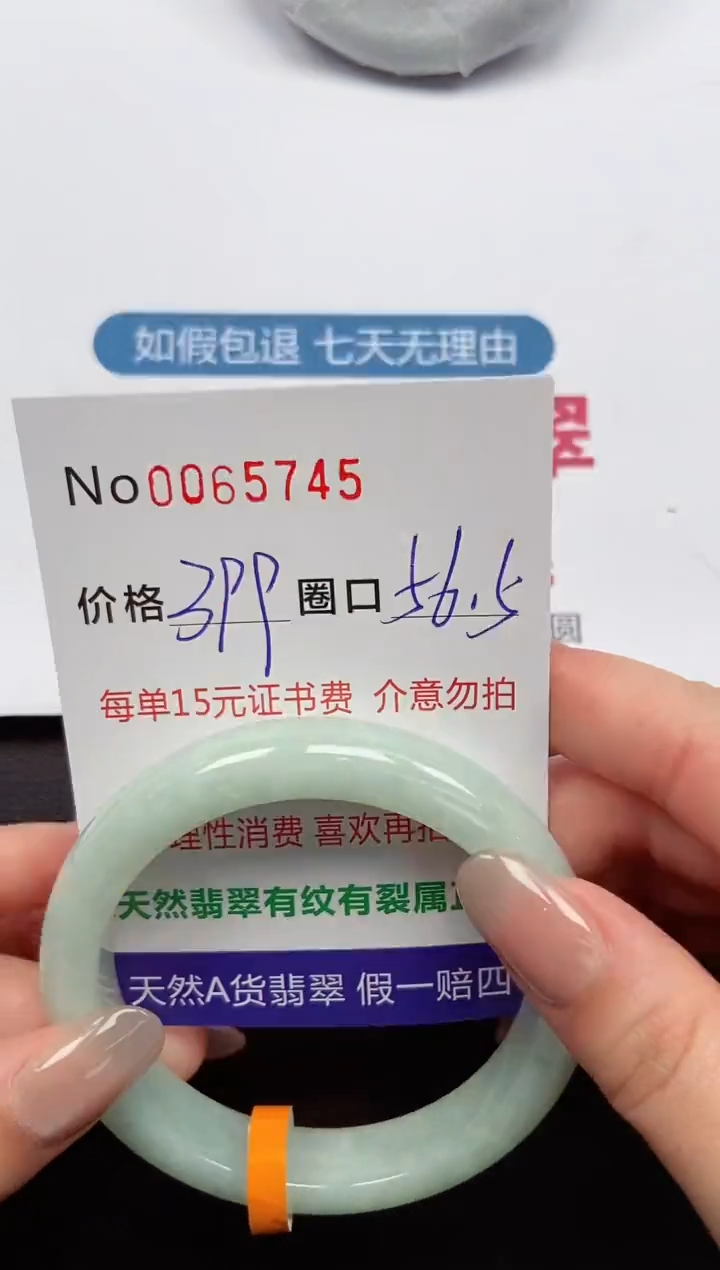 如假包退 七天无理由
翠
No0065745
价格399 圈口56.5
圆
每单15元证书费 介意勿拍
理性消费 喜欢再拍
天然翡翠有纹有裂属
天然A货翡翠 假一赔四